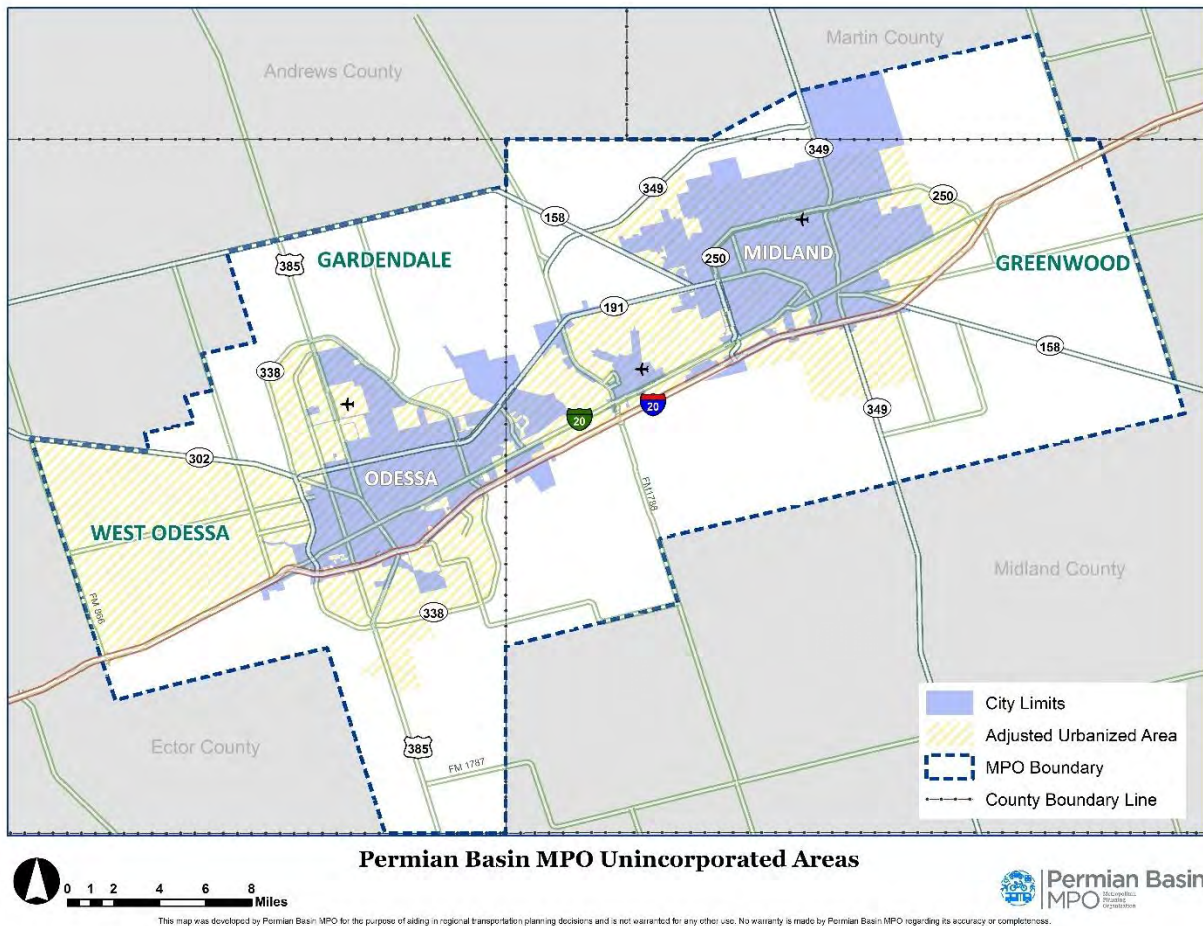 Martin County
Andrews County
349
250
349
158
MIDLAND
250
GARDENDALE
385
GREENWOOD
191
158
338
20
20
349
302
ODESSA
FM1788
WEST ODESSA
Midland County
FM 866
338
City Limits
Adjusted Urbanized Area
MPO Boundary
County Boundary Line
Ector County
385
FM 1787
Permian Basin MPO Unincorporated Areas
0 1 2 4 6 8
Miles
Permian Basin
MPO Metropolitan
Planning
Organization
This map was developed by Permian Basin MPO for the purpose of aiding in regional transportation planning decisions and is not warranted for any other use. No warranty is made by Permian Basin MPO regarding its accuracy or completeness.